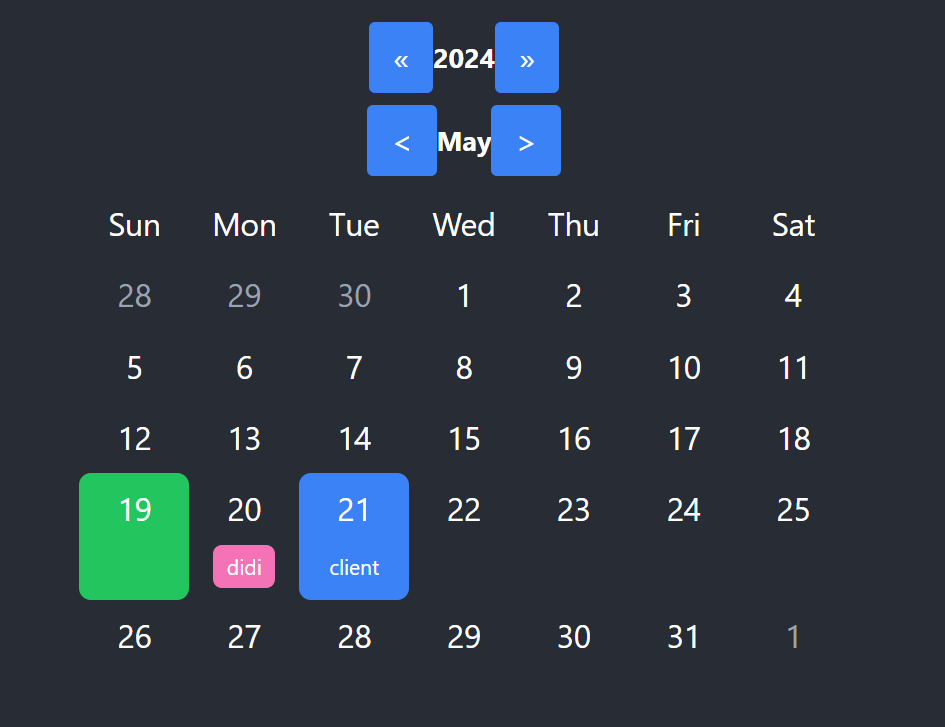 « 2024 »
< May >
Sun Mon Tue Wed Thu Fri Sat
28 29 30 1 2 3 4
5 6 7 8 9 10 11
12 13 14 15 16 17 18
19 20 21 22 23 24 25
didi client
26 27 28 29 30 31 1